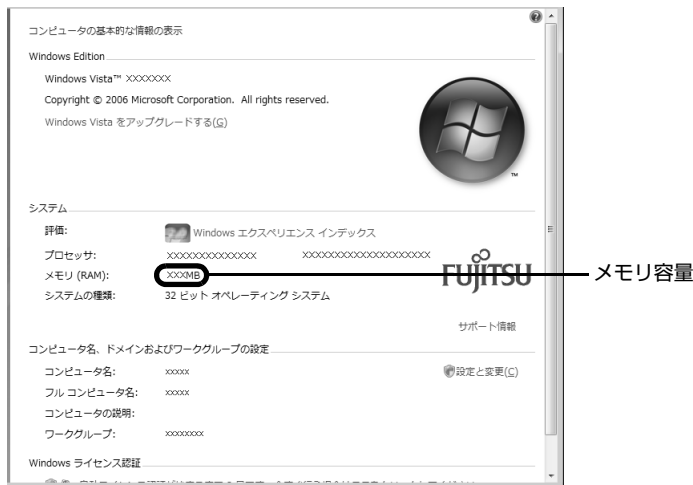 コンピュータの基本的な情報の表示
Windows Edition
Windows Vista™ XXXXXXX
Copyright © 2006 Microsoft Corporation. All rights reserved.
Windows Vista をアップグレードする(G)
TM
システム
評価: Windows エクスペリエンス インデックス
プロセッサ: XXXXXXXXXXXXXX XXXXXXXXXXXXXXXXXXXX
メモリ (RAM): XXXMB
メモリ容量
FUJITSU
システムの種類: 32 ビット オペレーティング システム
サポート情報
コンピュータ名、ドメインおよびワークグループの設定
コンピュータ名: xxxxx
設定と変更(C)
フル コンピュータ名: xxxxx
コンピュータの説明:
ワークグループ: xxxxxxxx
Windows ライセンス認証